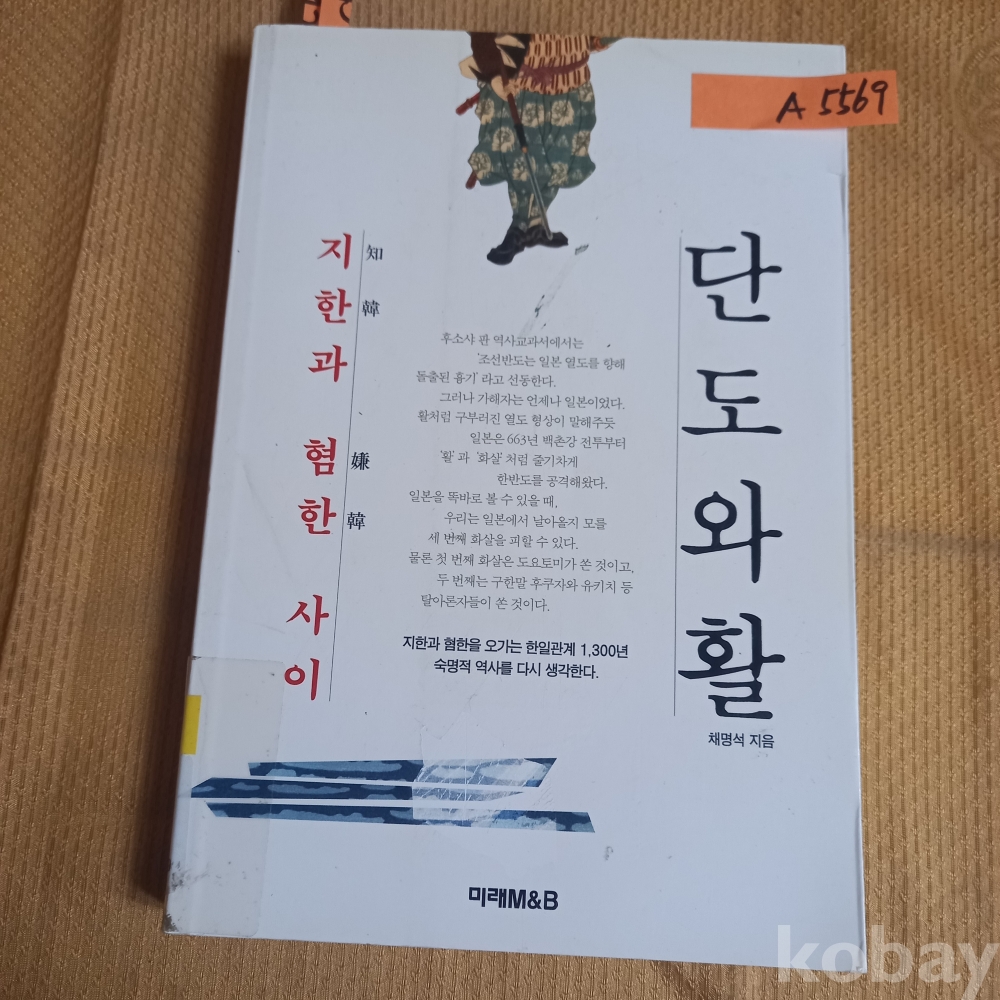 A 5569
단도와활
채명석 지음
지한과 혐한 사이
知韓
嫌韓
후소샤 판 역사교과서에서는
'조선반도는 일본 열도를 향해
돌출된 흉기' 라고 선동한다.
그러나 가해자는 언제나 일본이었다.
활처럼 구부러진 열도 형상이 말해주듯
일본은 663년 백촌강 전투부터
'활' 과 '화살' 처럼 줄기차게
한반도를 공격해왔다.
일본을 똑바로 볼 수 있을 때,
우리는 일본에서 날아올지 모를
세 번째 화살을 피할 수 있다.
물론 첫 번째 화살은 도요토미가 쏜 것이고,
두 번째는 구한말 후쿠자와 유키치 등
탈아론자들이 쏜 것이다.
지한과 혐한을 오가는 한일관계 1,300년
숙명적 역사를 다시 생각한다.
미래M&B
kobay